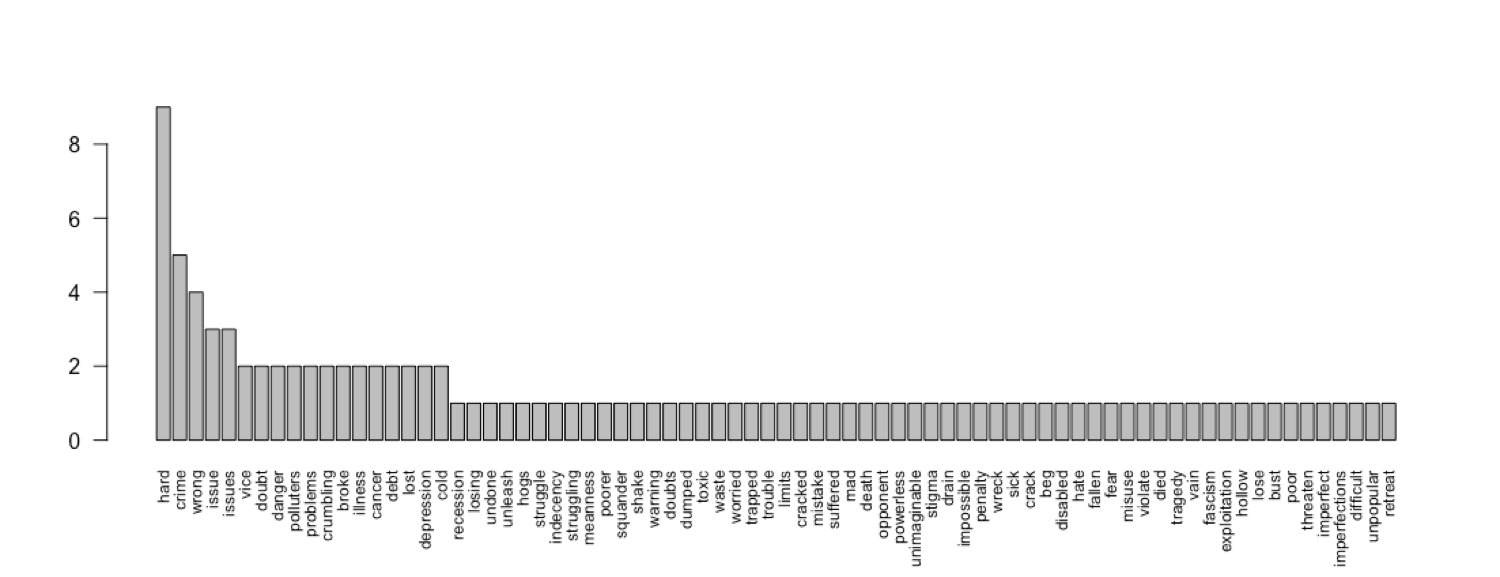 8
6
4
2
0
hard
crime
wrong
issue
issues
vice
doubt
danger
polluters
problems
crumbling
broke
illness
cancer
debt
lost
depression
cold
recession
losing
undone
unleash
hogs
struggle
indecency
struggling
meanness
poorer
squander
shake
warning
doubts
dumped
toxic
waste
worried
trapped
trouble
limits
cracked
mistake
suffered
mad
death
opponent
powerless
unimaginable
stigma
drain
impossible
penalty
wreck
sick
crack
beg
disabled
hate
fallen
fear
misuse
violate
died
tragedy
vain
fascism
exploitation
hollow
lose
bust
poor
threaten
imperfect
imperfections
difficult
unpopular
retreat